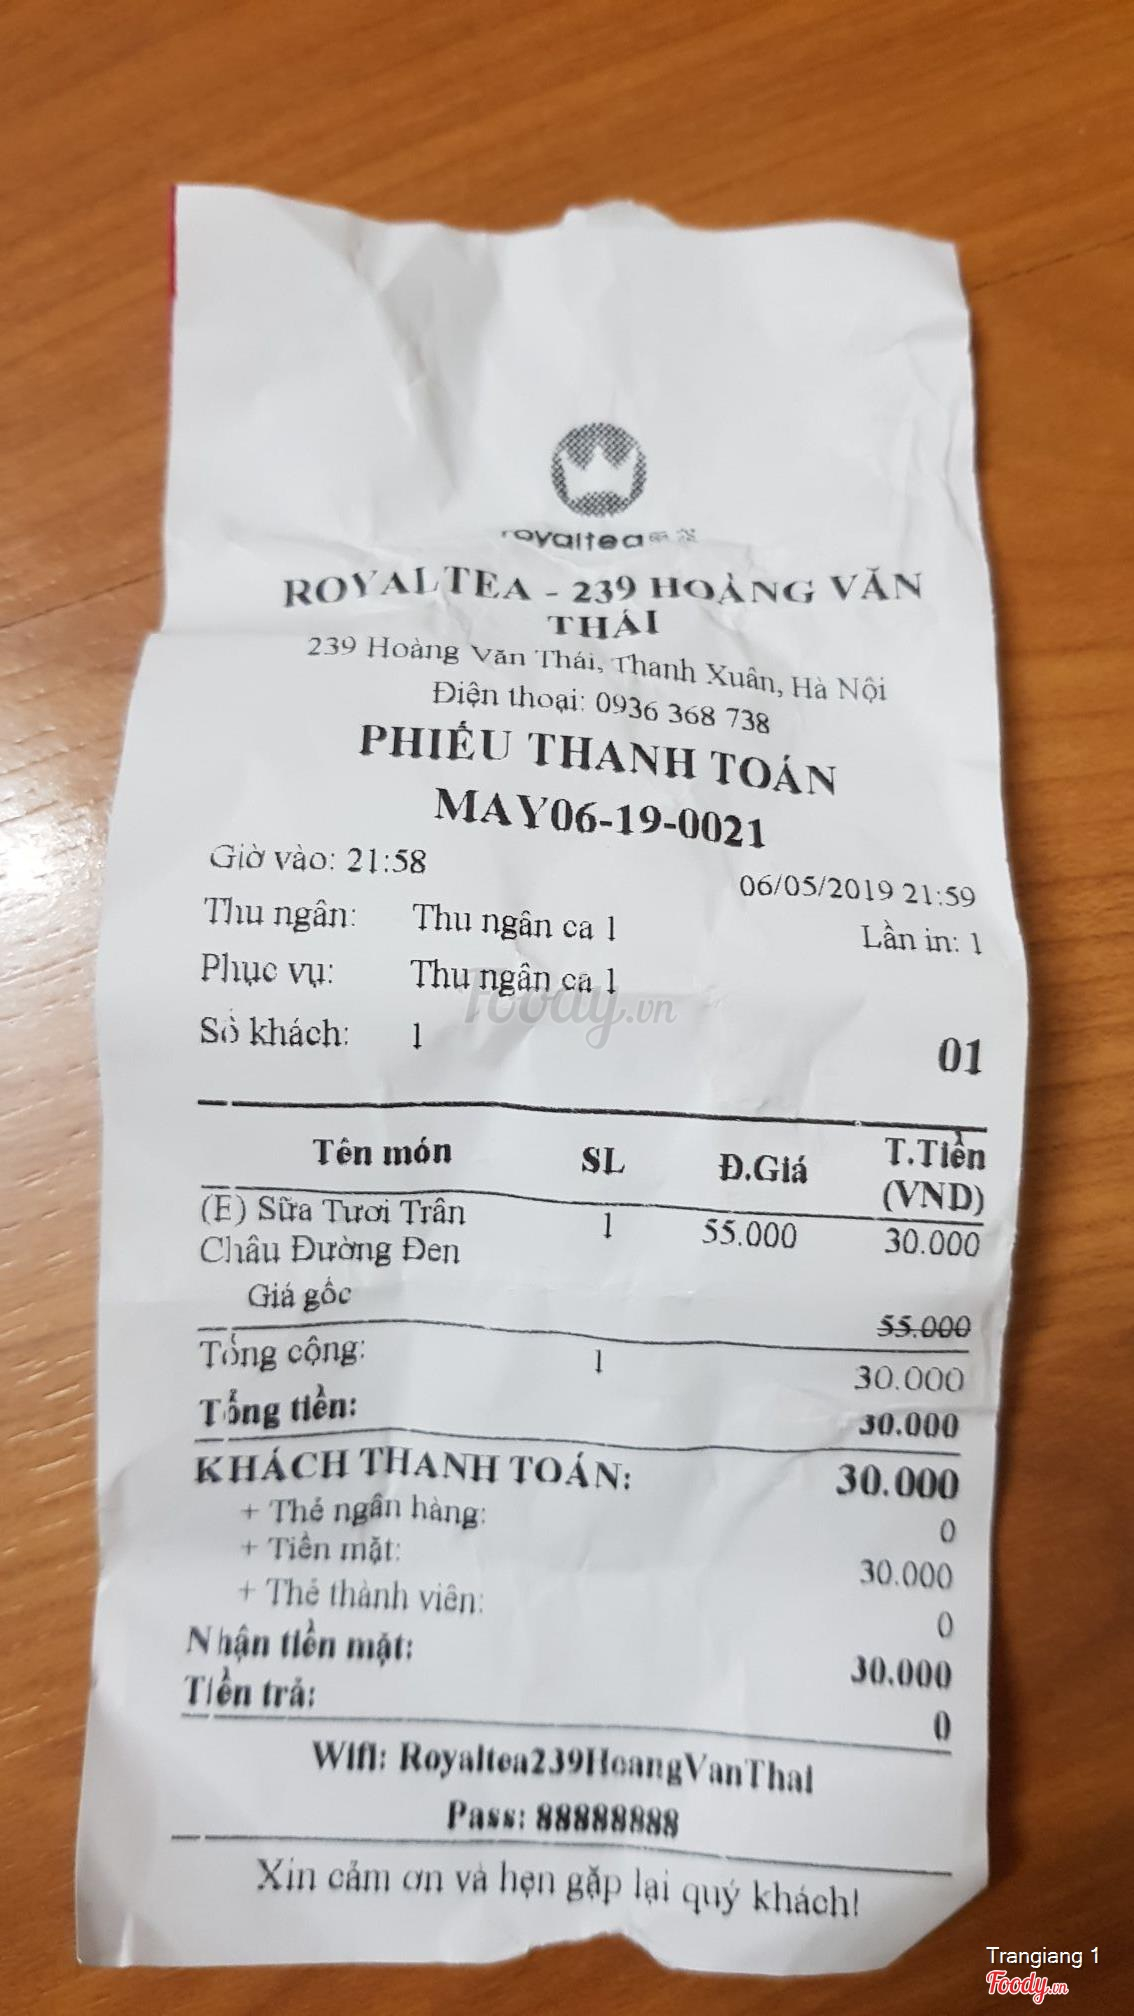 royaltea
ROYALTEA - 239 HOÀNG VĂN
THÁI
239 Hoàng Văn Thái, Thanh Xuân, Hà Nội
Điện thoại: 0936 368 738
PHIẾU THANH TOÁN
MAY06-19-0021
Giờ vào: 21:58 06/05/2019 21:59
Thu ngân: Thu ngân ca 1 Lần in: 1
Phục vụ: Thu ngân ca 1
Foody.vn
Số khách: 1 01
Tên món SL Đ.Giá T.Tiền
(VND)
(E) Sữa Tươi Trân 1 55.000 30.000
Châu Đường Đen
Giá gốc 55.000
Tổng cộng: 1 30.000
Tổng tiền: 30.000
KHÁCH THANH TOÁN: 30.000
+ Thẻ ngân hàng: 0
+ Tiền mặt: 30.000
+ Thẻ thành viên: 0
Nhận tiền mặt: 30.000
Tiền trả: 0
Wifi: Royaltea239HoangVanThai
Pass: 88888888
Xin cảm ơn và hẹn gặp lại quý khách!
Trangiang 1
Foody.vn